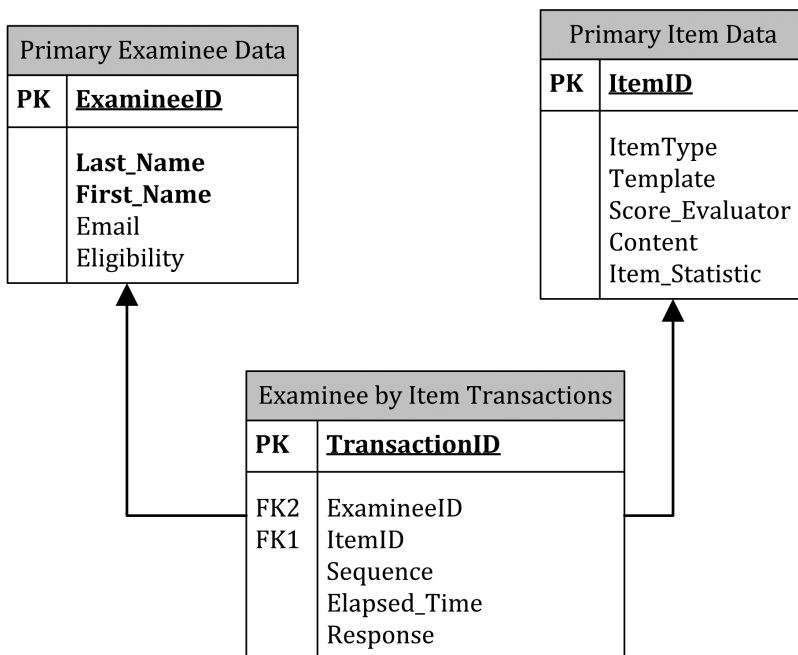 Primary Examinee Data
PK ExamineeID
Last_Name
First_Name
Email
Eligibility
Primary Item Data
PK ItemID
ItemType
Template
Score_Evaluator
Content
Item_Statistic
Examinee by Item Transactions
PK TransactionID
FK2 ExamineeID
FK1 ItemID
Sequence
Elapsed_Time
Response